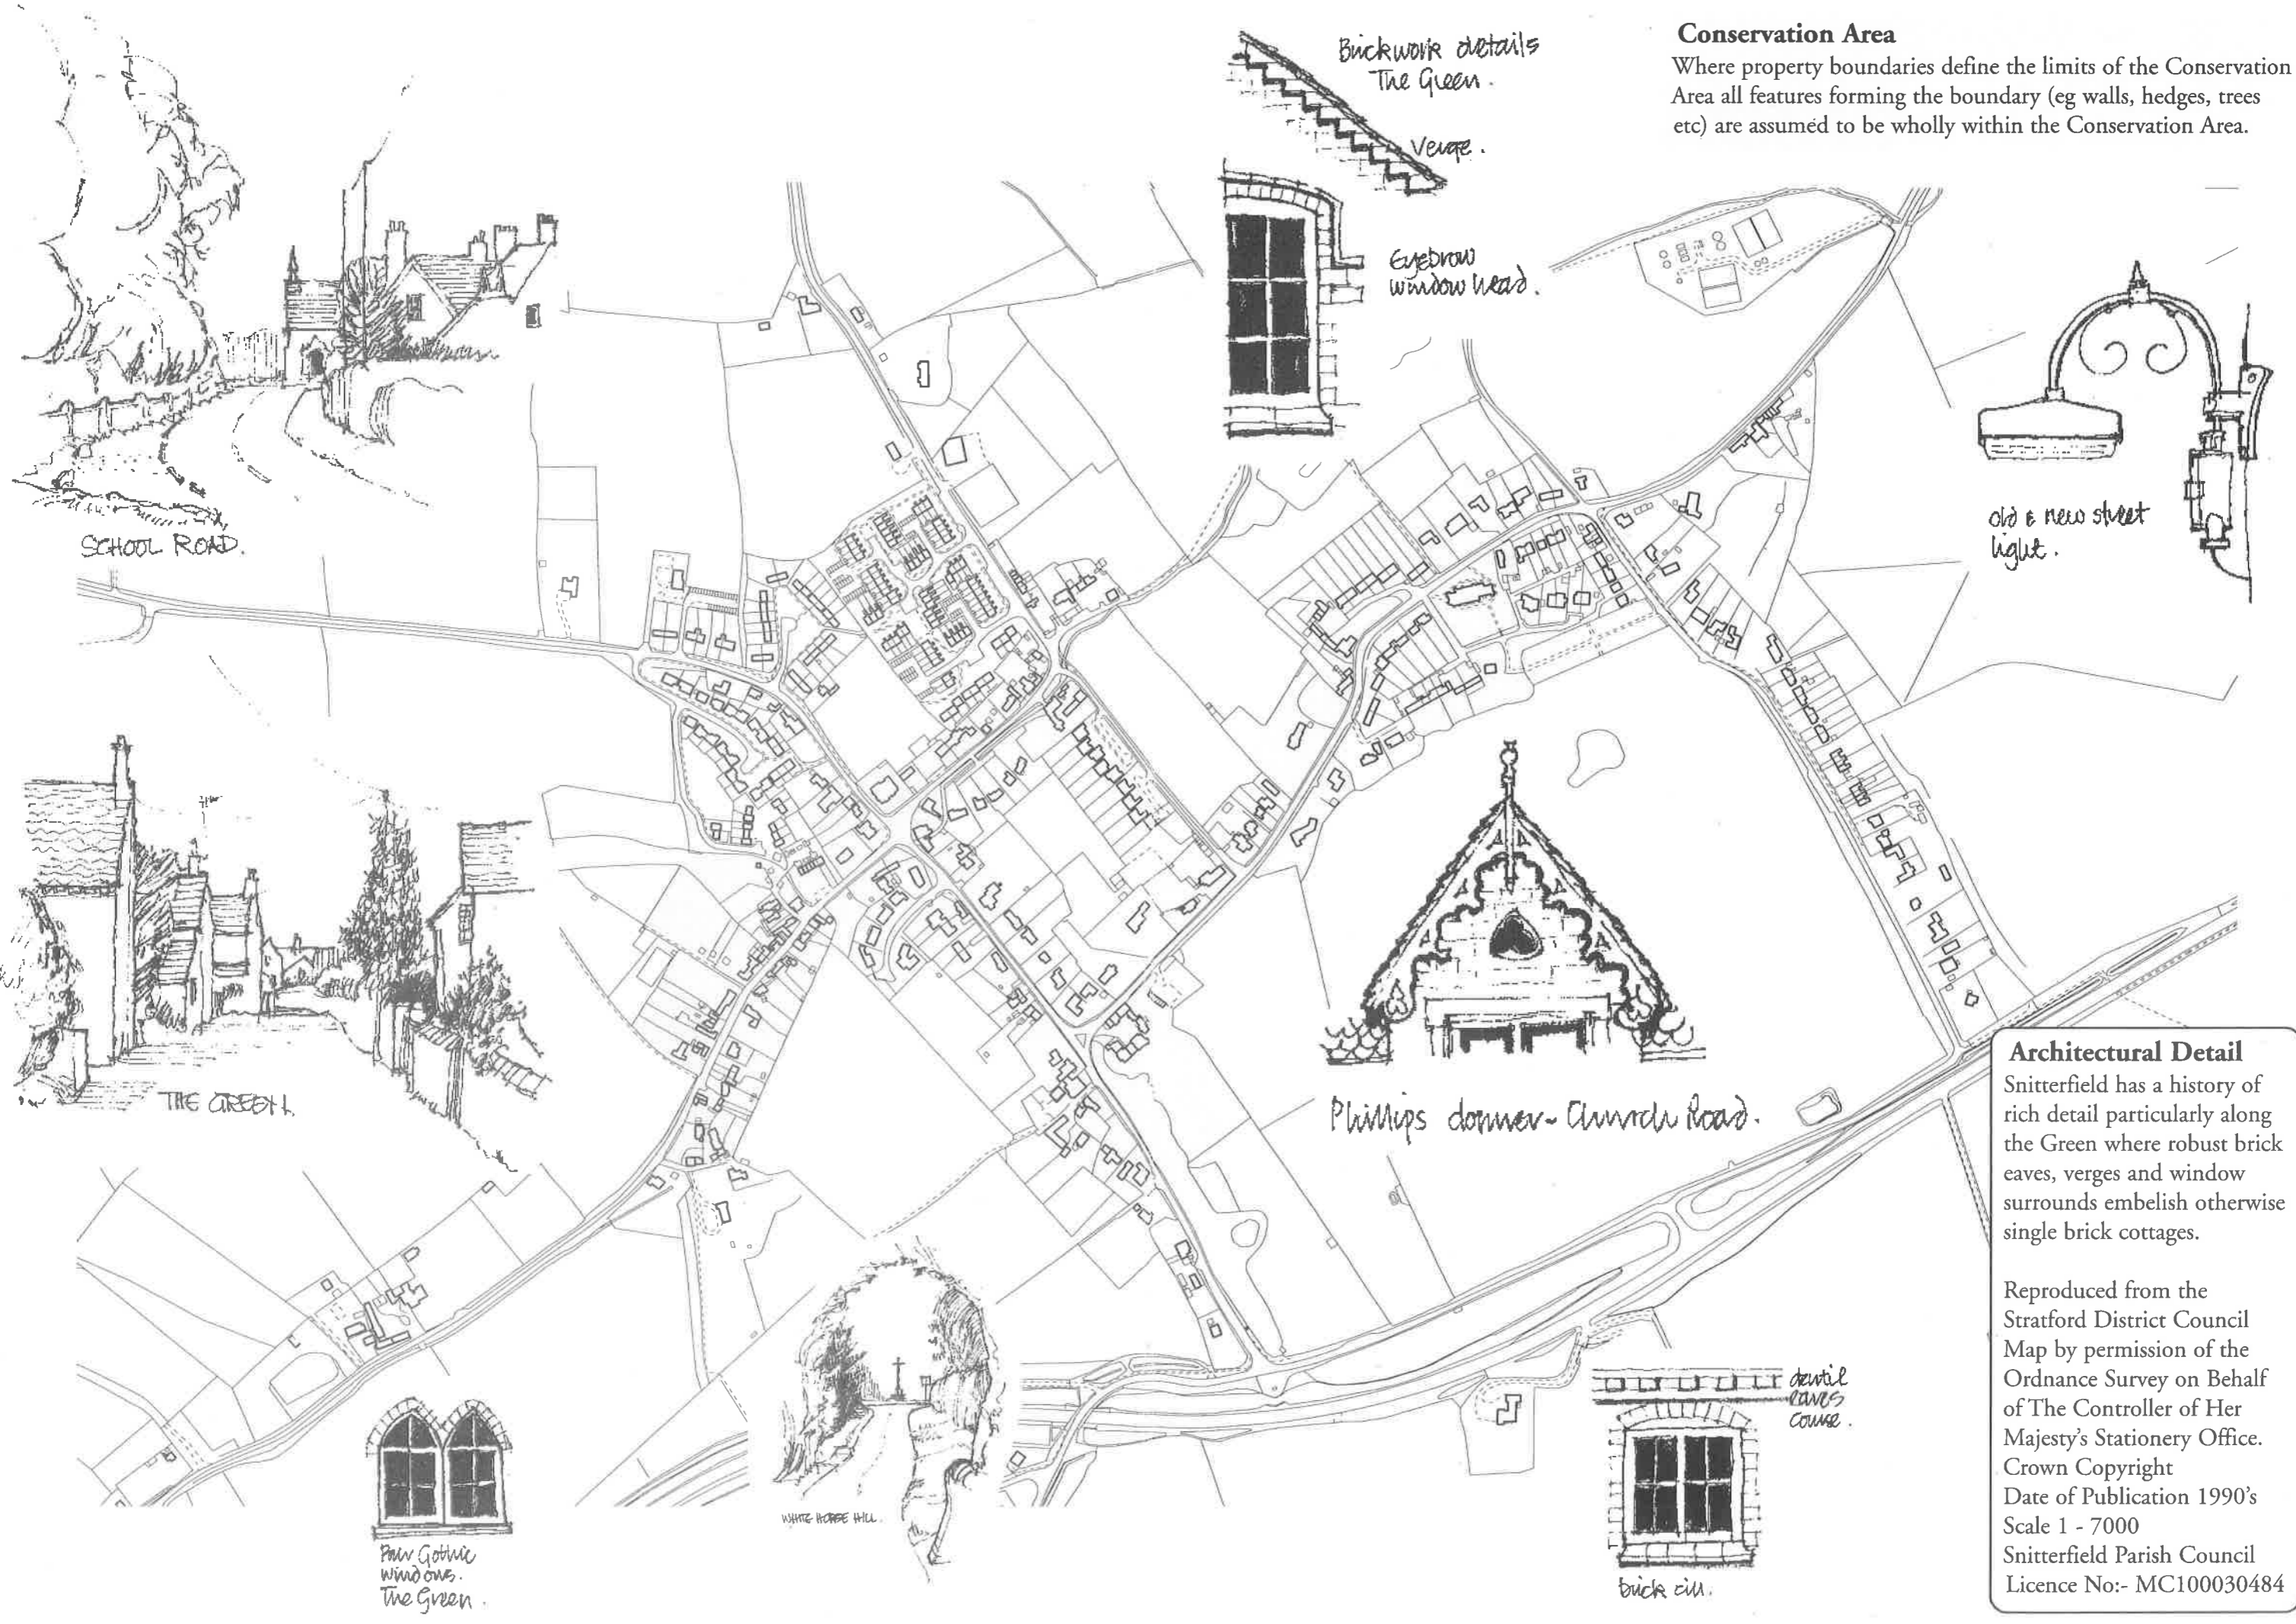 Brickwork details
The Green.
Verge.
Eyebrow
window head.
Conservation Area
Where property boundaries define the limits of the Conservation
Area all features forming the boundary (eg walls, hedges, trees
etc) are assumed to be wholly within the Conservation Area.
old & new street
light.
SCHOOL ROAD.
THE GREEN.
Phillips dormer - Church Road.
WHITE HORSE HILL.
Pair Gothic
windows.
The Green.
dentil
eaves
course.
brick cill.
Architectural Detail
Snitterfield has a history of
rich detail particularly along
the Green where robust brick
eaves, verges and window
surrounds embelish otherwise
single brick cottages.
Reproduced from the
Stratford District Council
Map by permission of the
Ordnance Survey on Behalf
of The Controller of Her
Majesty's Stationery Office.
Crown Copyright
Date of Publication 1990's
Scale 1 - 7000
Snitterfield Parish Council
Licence No:- MC100030484